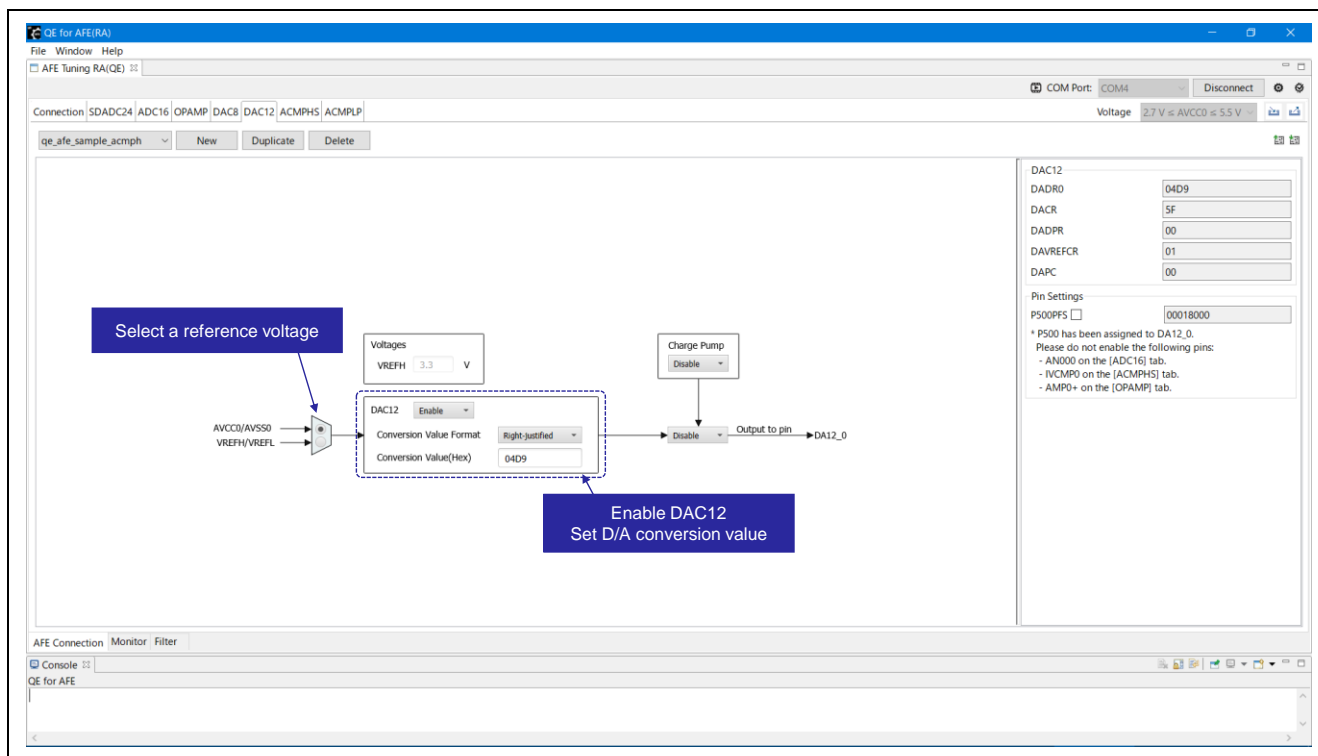 QE for AFE(RA)
File Window Help
AFE Tuning RA(QE)
COM Port: COM4 Disconnect
Connection SDADC24 ADC16 OPAMP DAC8 DAC12 ACMPHS ACMPLP
Voltage 2.7 V ≤ AVCC0 ≤ 5.5 V
qe_afe_sample_acmph New Duplicate Delete
DAC12
DADR0 04D9
DACR 5F
DADPR 00
DAVREFCR 01
DAPC 00
Pin Settings
P500PFS 00018000
* P500 has been assigned to DA12_0.
Please do not enable the following pins:
- AN000 on the [ADC16] tab.
- IVCMP0 on the [ACMPHS] tab.
- AMP0+ on the [OPAMP] tab.
Select a reference voltage
Voltages
VREFH 3.3 V
Charge Pump
Disable
DAC12 Enable
AVCC0/AVSS0
VREFH/VREFL
Conversion Value Format Right-justified
Conversion Value(Hex) 04D9
Disable
Output to pin
DA12_0
Enable DAC12
Set D/A conversion value
AFE Connection Monitor Filter
Console
QE for AFE